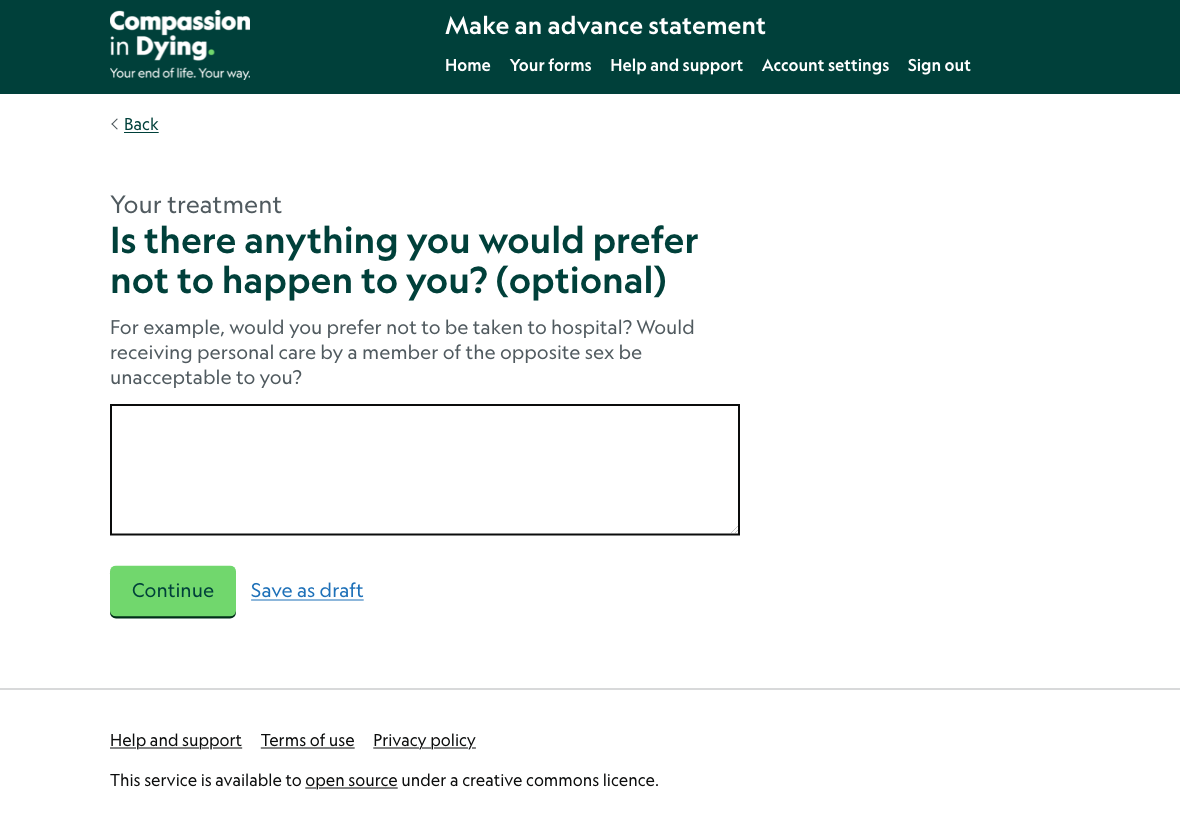 Compassion
in Dying.
Your end of life. Your way.
Make an advance statement
Home Your forms Help and support Account settings Sign out
< Back
Your treatment
Is there anything you would prefer
not to happen to you? (optional)
For example, would you prefer not to be taken to hospital? Would
receiving personal care by a member of the opposite sex be
unacceptable to you?
Continue Save as draft
Help and support Terms of use Privacy policy
This service is available to open source under a creative commons licence.